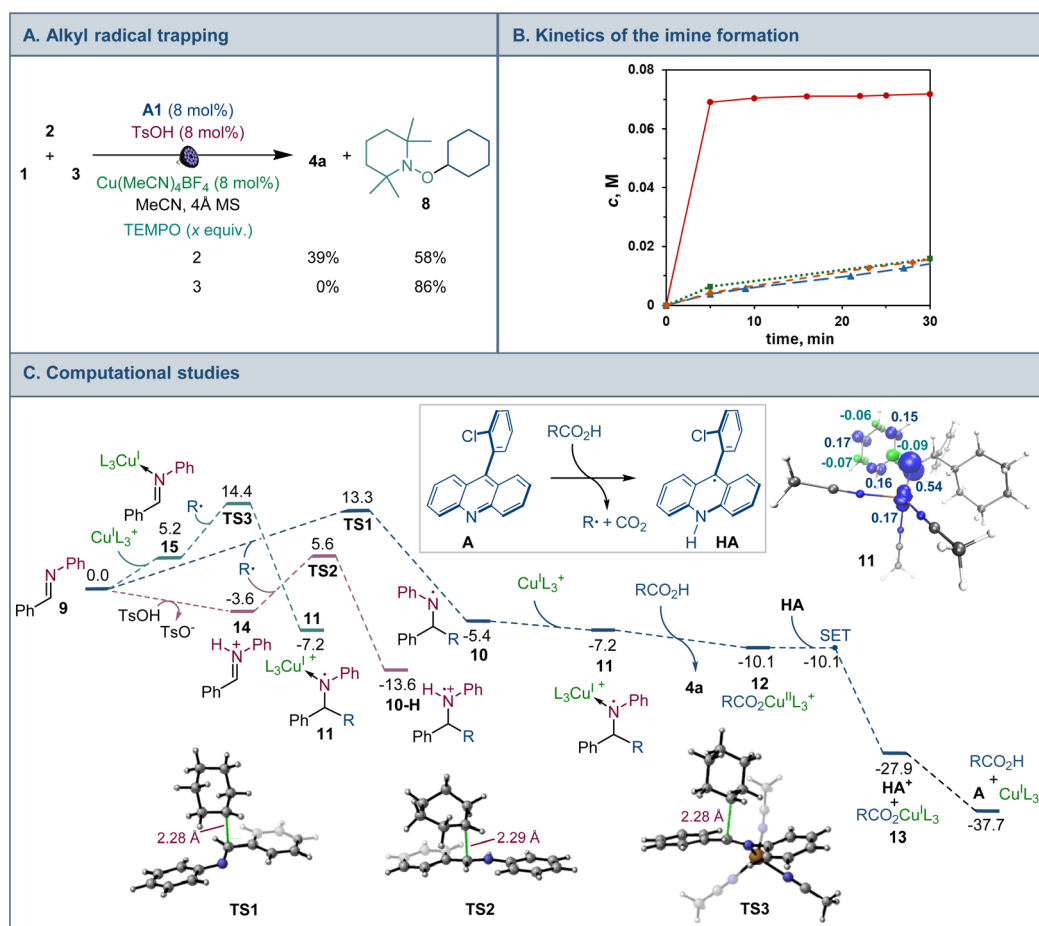 A. Alkyl radical trapping
A1 (8 mol%)
2
TsOH (8 mol%)
1 + 3
4a + 8
Cu(MeCN)4BF4 (8 mol%)
MeCN, 4Å MS
TEMPO (x equiv.)
N
O
2 39% 58%
3 0% 86%
B. Kinetics of the imine formation
0.08
0.06
0.04
0.02
0
c, M
0 10 20 30
time, min
C. Computational studies
L3CuI
N Ph
Ph
14.4
TS3
R•
5.2
15
CuIL3+
0.0
N Ph
Ph
9
TsOH
TsO-
-3.6
14
H + Ph
N
Ph
R•
13.3
TS1
5.6
TS2
11
-7.2
L3CuI + Ph
N
Ph R
11
-13.6
10-H
H •+ Ph
N
Ph R
N Ph
Ph R
-5.4
10
CuIL3+
-7.2
11
L3CuI + Ph
N
Ph R
RCO2H
4a
-10.1
12
RCO2CuIIL3+
HA
-10.1
SET
-27.9
HA+
+
RCO2CuIL3
13
RCO2H
A + CuIL3
-37.7
Cl
N
A
RCO2H
R• + CO2
Cl
N
H
HA
-0.06
0.15
0.17
-0.09
-0.07
0.16
0.54
0.17
11
2.28 Å
TS1
2.29 Å
TS2
2.28 Å
TS3